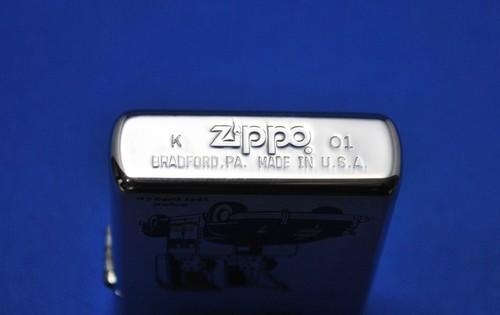 K Zippo 01
BRADFORD, PA. MADE IN U.S.A.